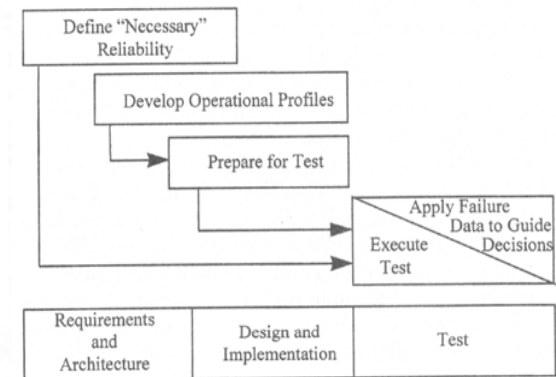 Define “Necessary”
Reliability
Develop Operational Profiles
Prepare for Test
Apply Failure
Data to Guide
Decisions
Execute
Test
Requirements
and
Architecture
Design and
Implementation
Test